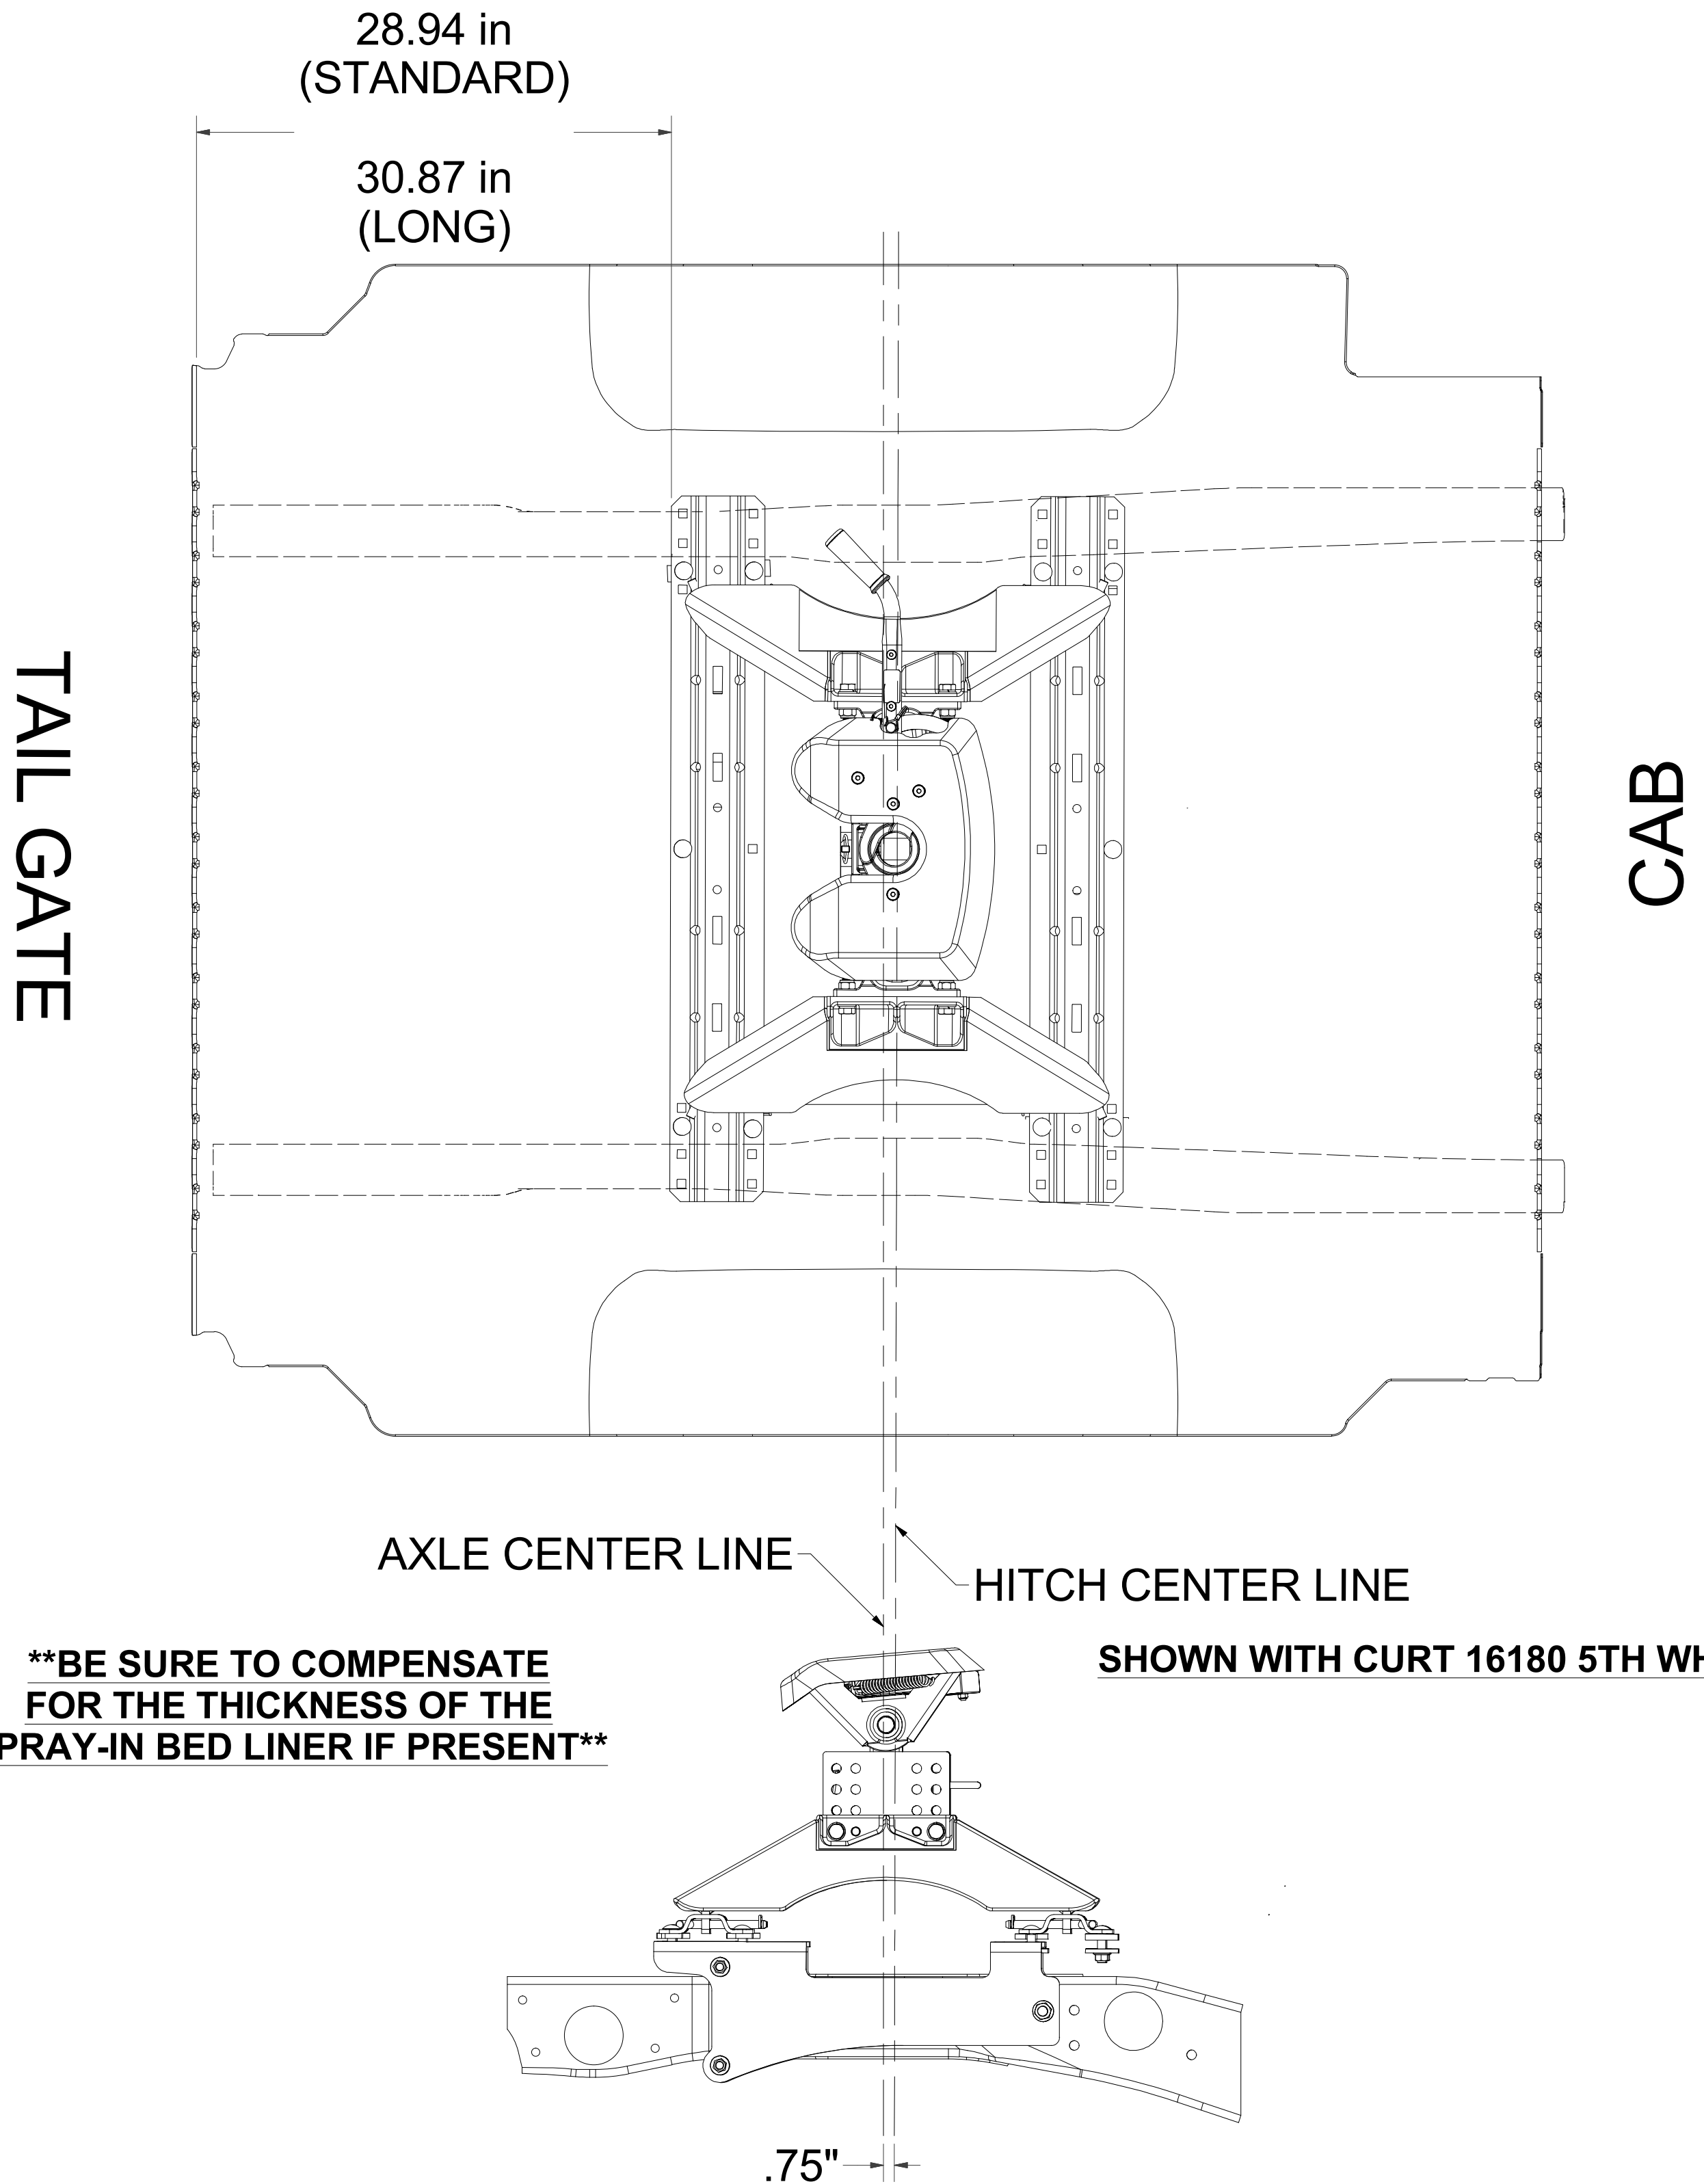 28.94 in
(STANDARD)
30.87 in
(LONG)
TAIL GATE
CAB
AXLE CENTER LINE
HITCH CENTER LINE
**BE SURE TO COMPENSATE
FOR THE THICKNESS OF THE
PRAY-IN BED LINER IF PRESENT**
SHOWN WITH CURT 16180 5TH WH
.75"